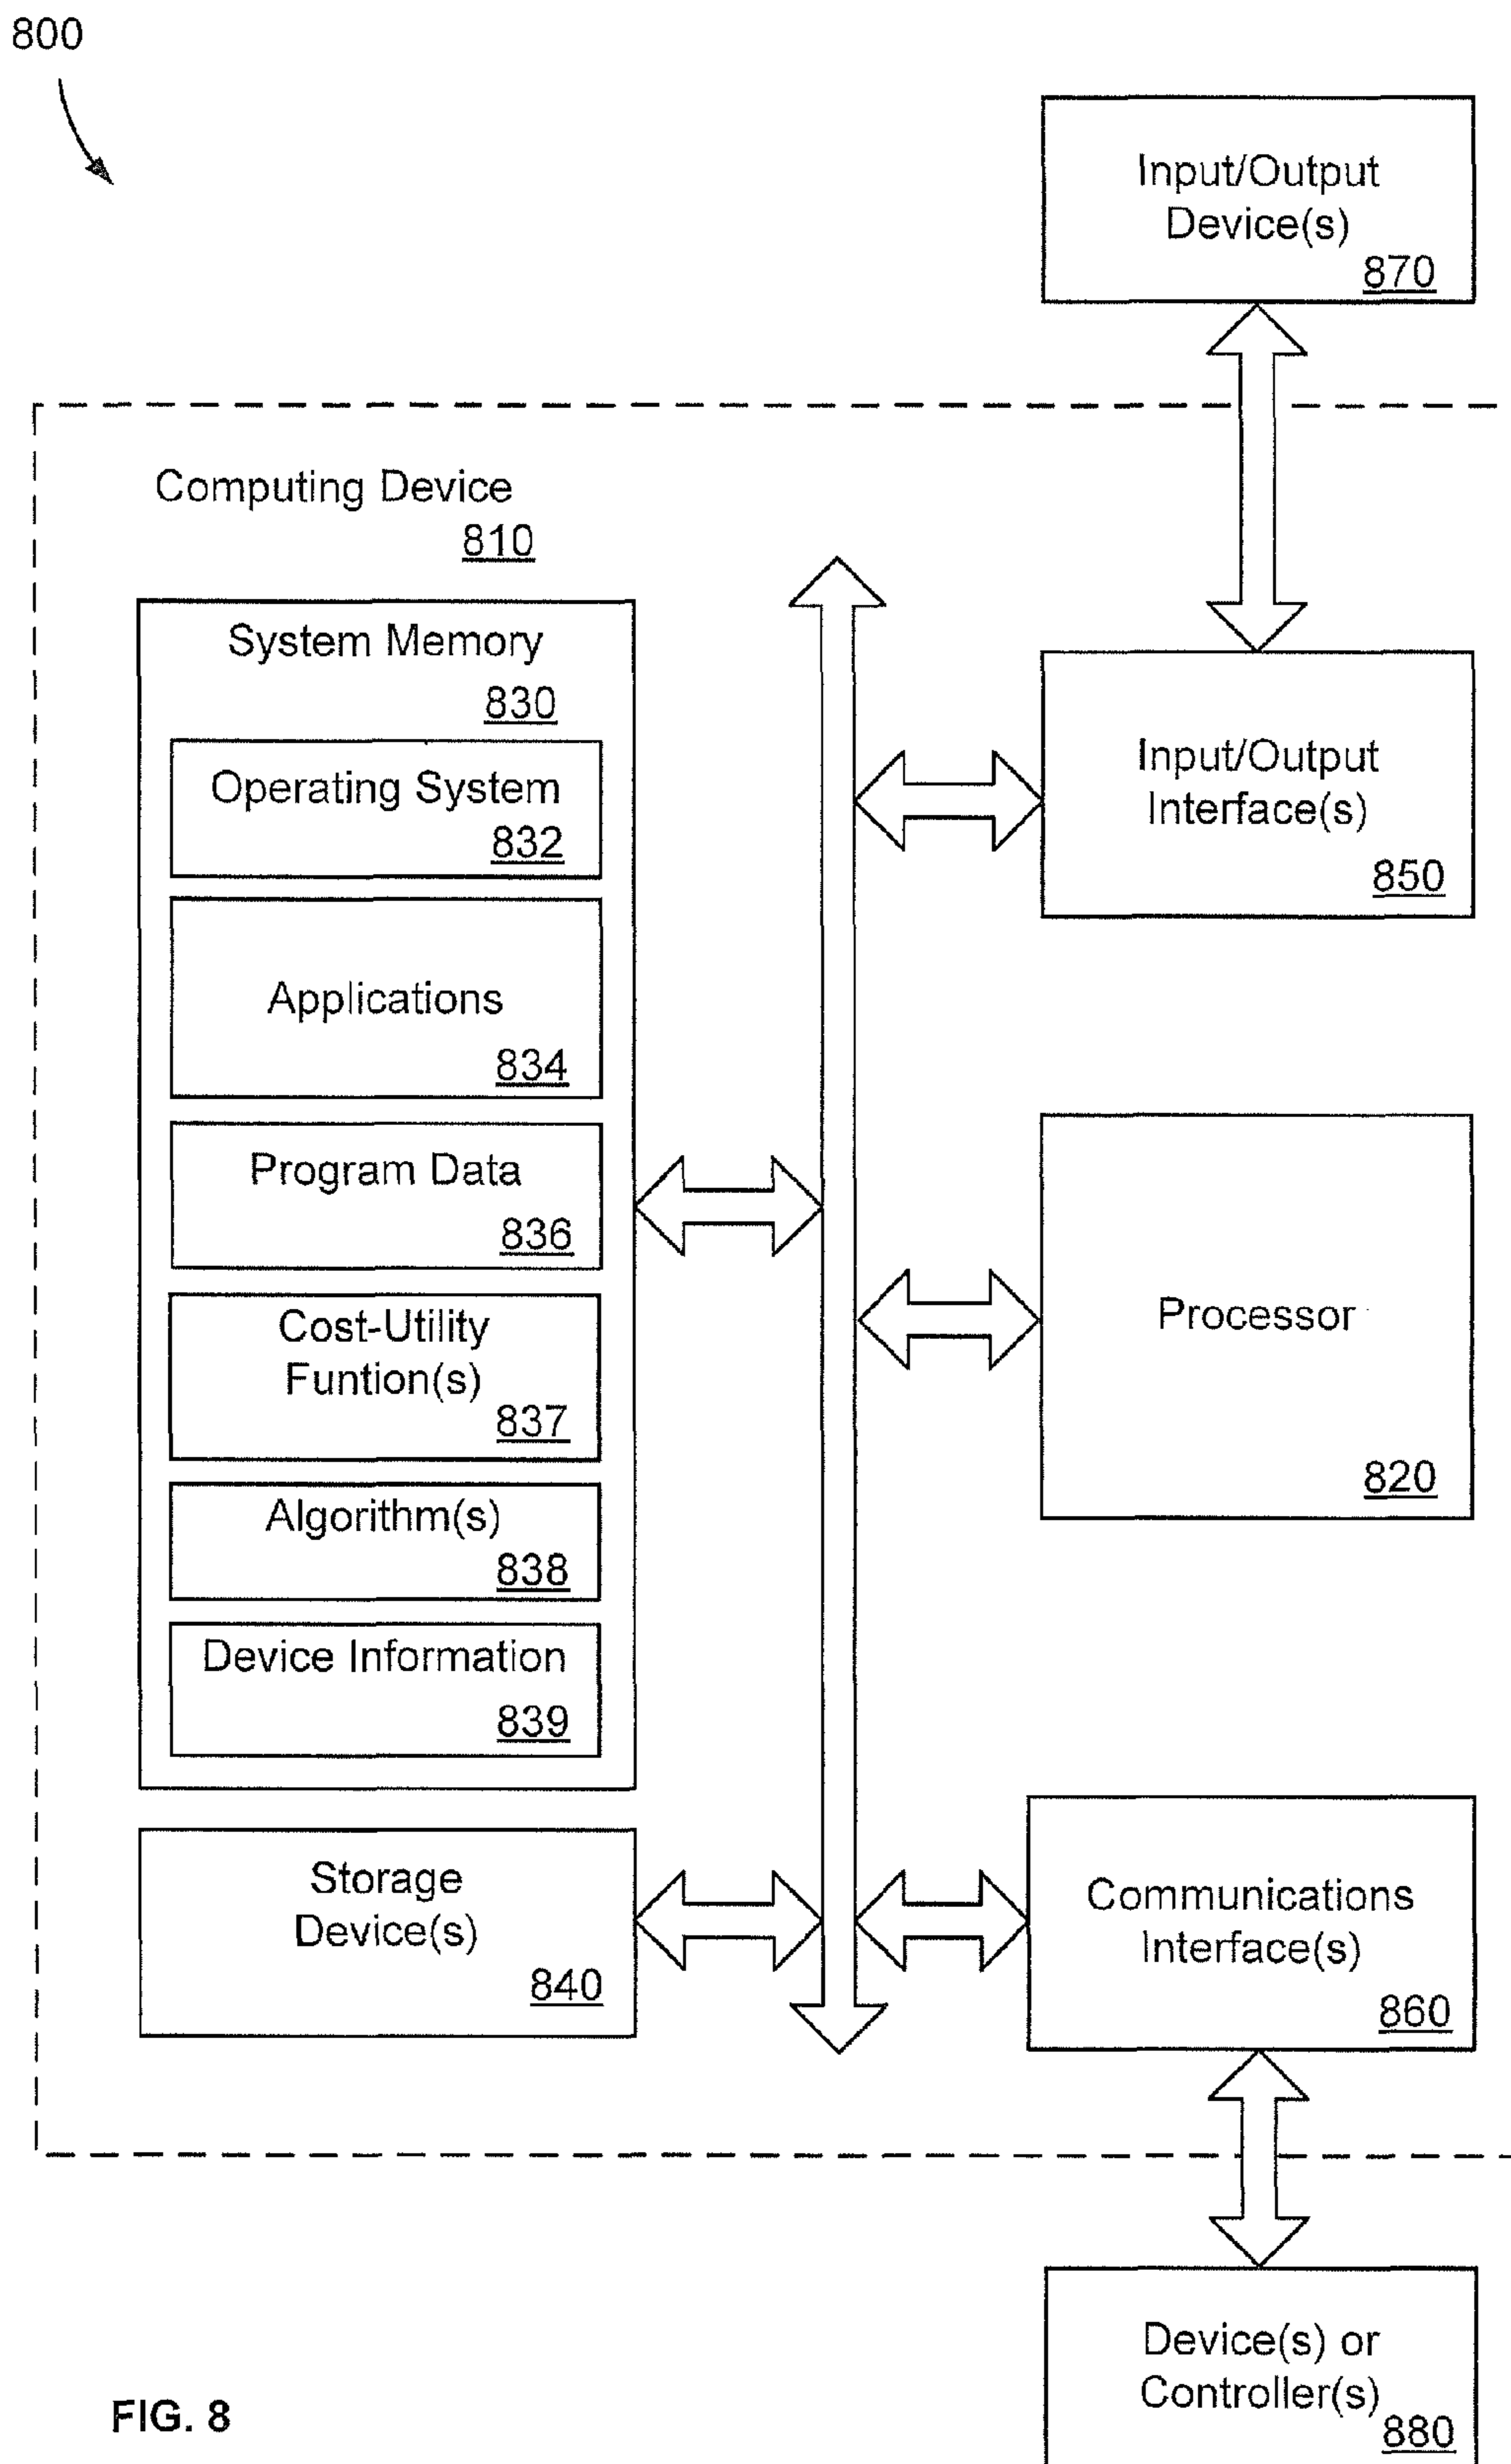 800
Input/Output
Device(s)
870
Computing Device
810
System Memory
830
Operating System
832
Applications
834
Program Data
836
Cost-Utility
Funtion(s)
837
Algorithm(s)
838
Device Information
839
Storage
Device(s)
840
Input/Output
Interface(s)
850
Processor
820
Communications
Interface(s)
860
Device(s) or
Controller(s)
880
FIG. 8